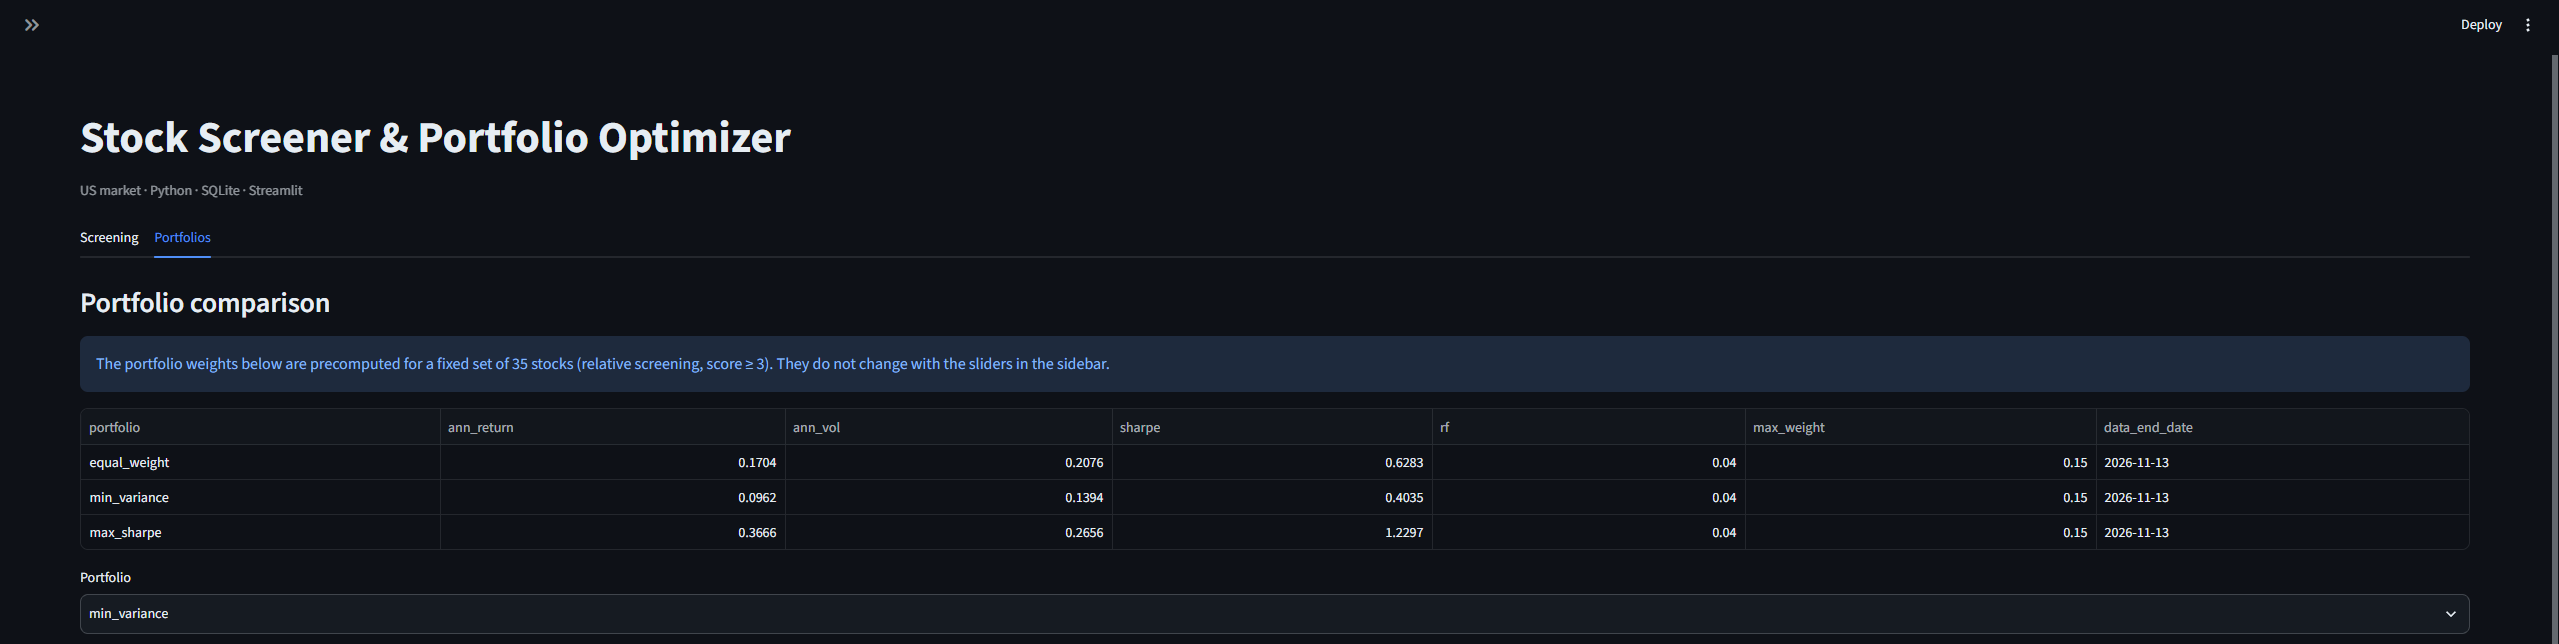 Deploy
Stock Screener & Portfolio Optimizer
US market · Python · SQLite · Streamlit
Screening Portfolios
Portfolio comparison
The portfolio weights below are precomputed for a fixed set of 35 stocks (relative screening, score ≥ 3). They do not change with the sliders in the sidebar.
portfolio ann_return ann_vol sharpe rf max_weight data_end_date
equal_weight 0.1704 0.2076 0.6283 0.04 0.15 2026-11-13
min_variance 0.0962 0.1394 0.4035 0.04 0.15 2026-11-13
max_sharpe 0.3666 0.2656 1.2297 0.04 0.15 2026-11-13
Portfolio
min_variance